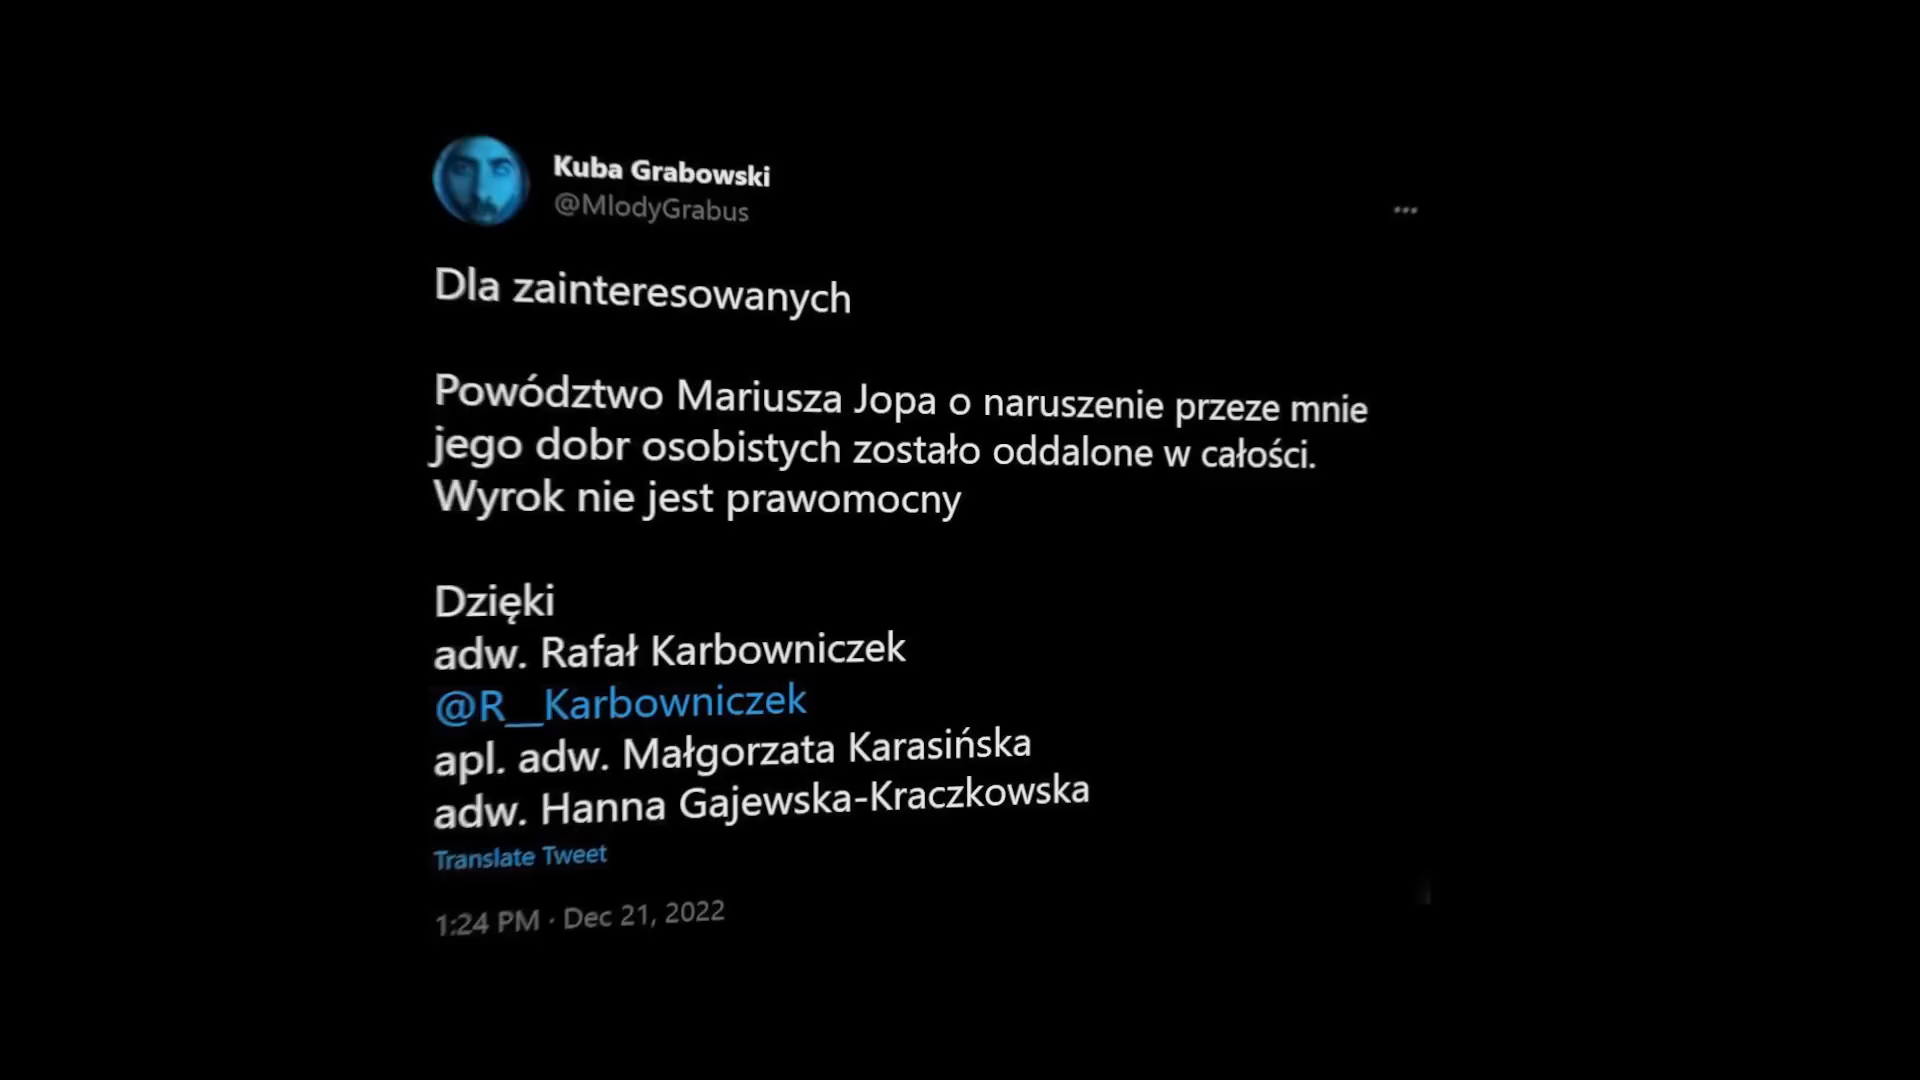 Kuba Grabowski
@MlodyGrabus
Dla zainteresowanych
Powództwo Mariusza Jopa o naruszenie przeze mnie
jego dobr osobistych zostało oddalone w całości.
Wyrok nie jest prawomocny
Dzięki
adw. Rafał Karbowniczek
@R__Karbowniczek
apl. adw. Małgorzata Karasińska
adw. Hanna Gajewska-Kraczkowska
Translate Tweet
1:24 PM · Dec 21, 2022